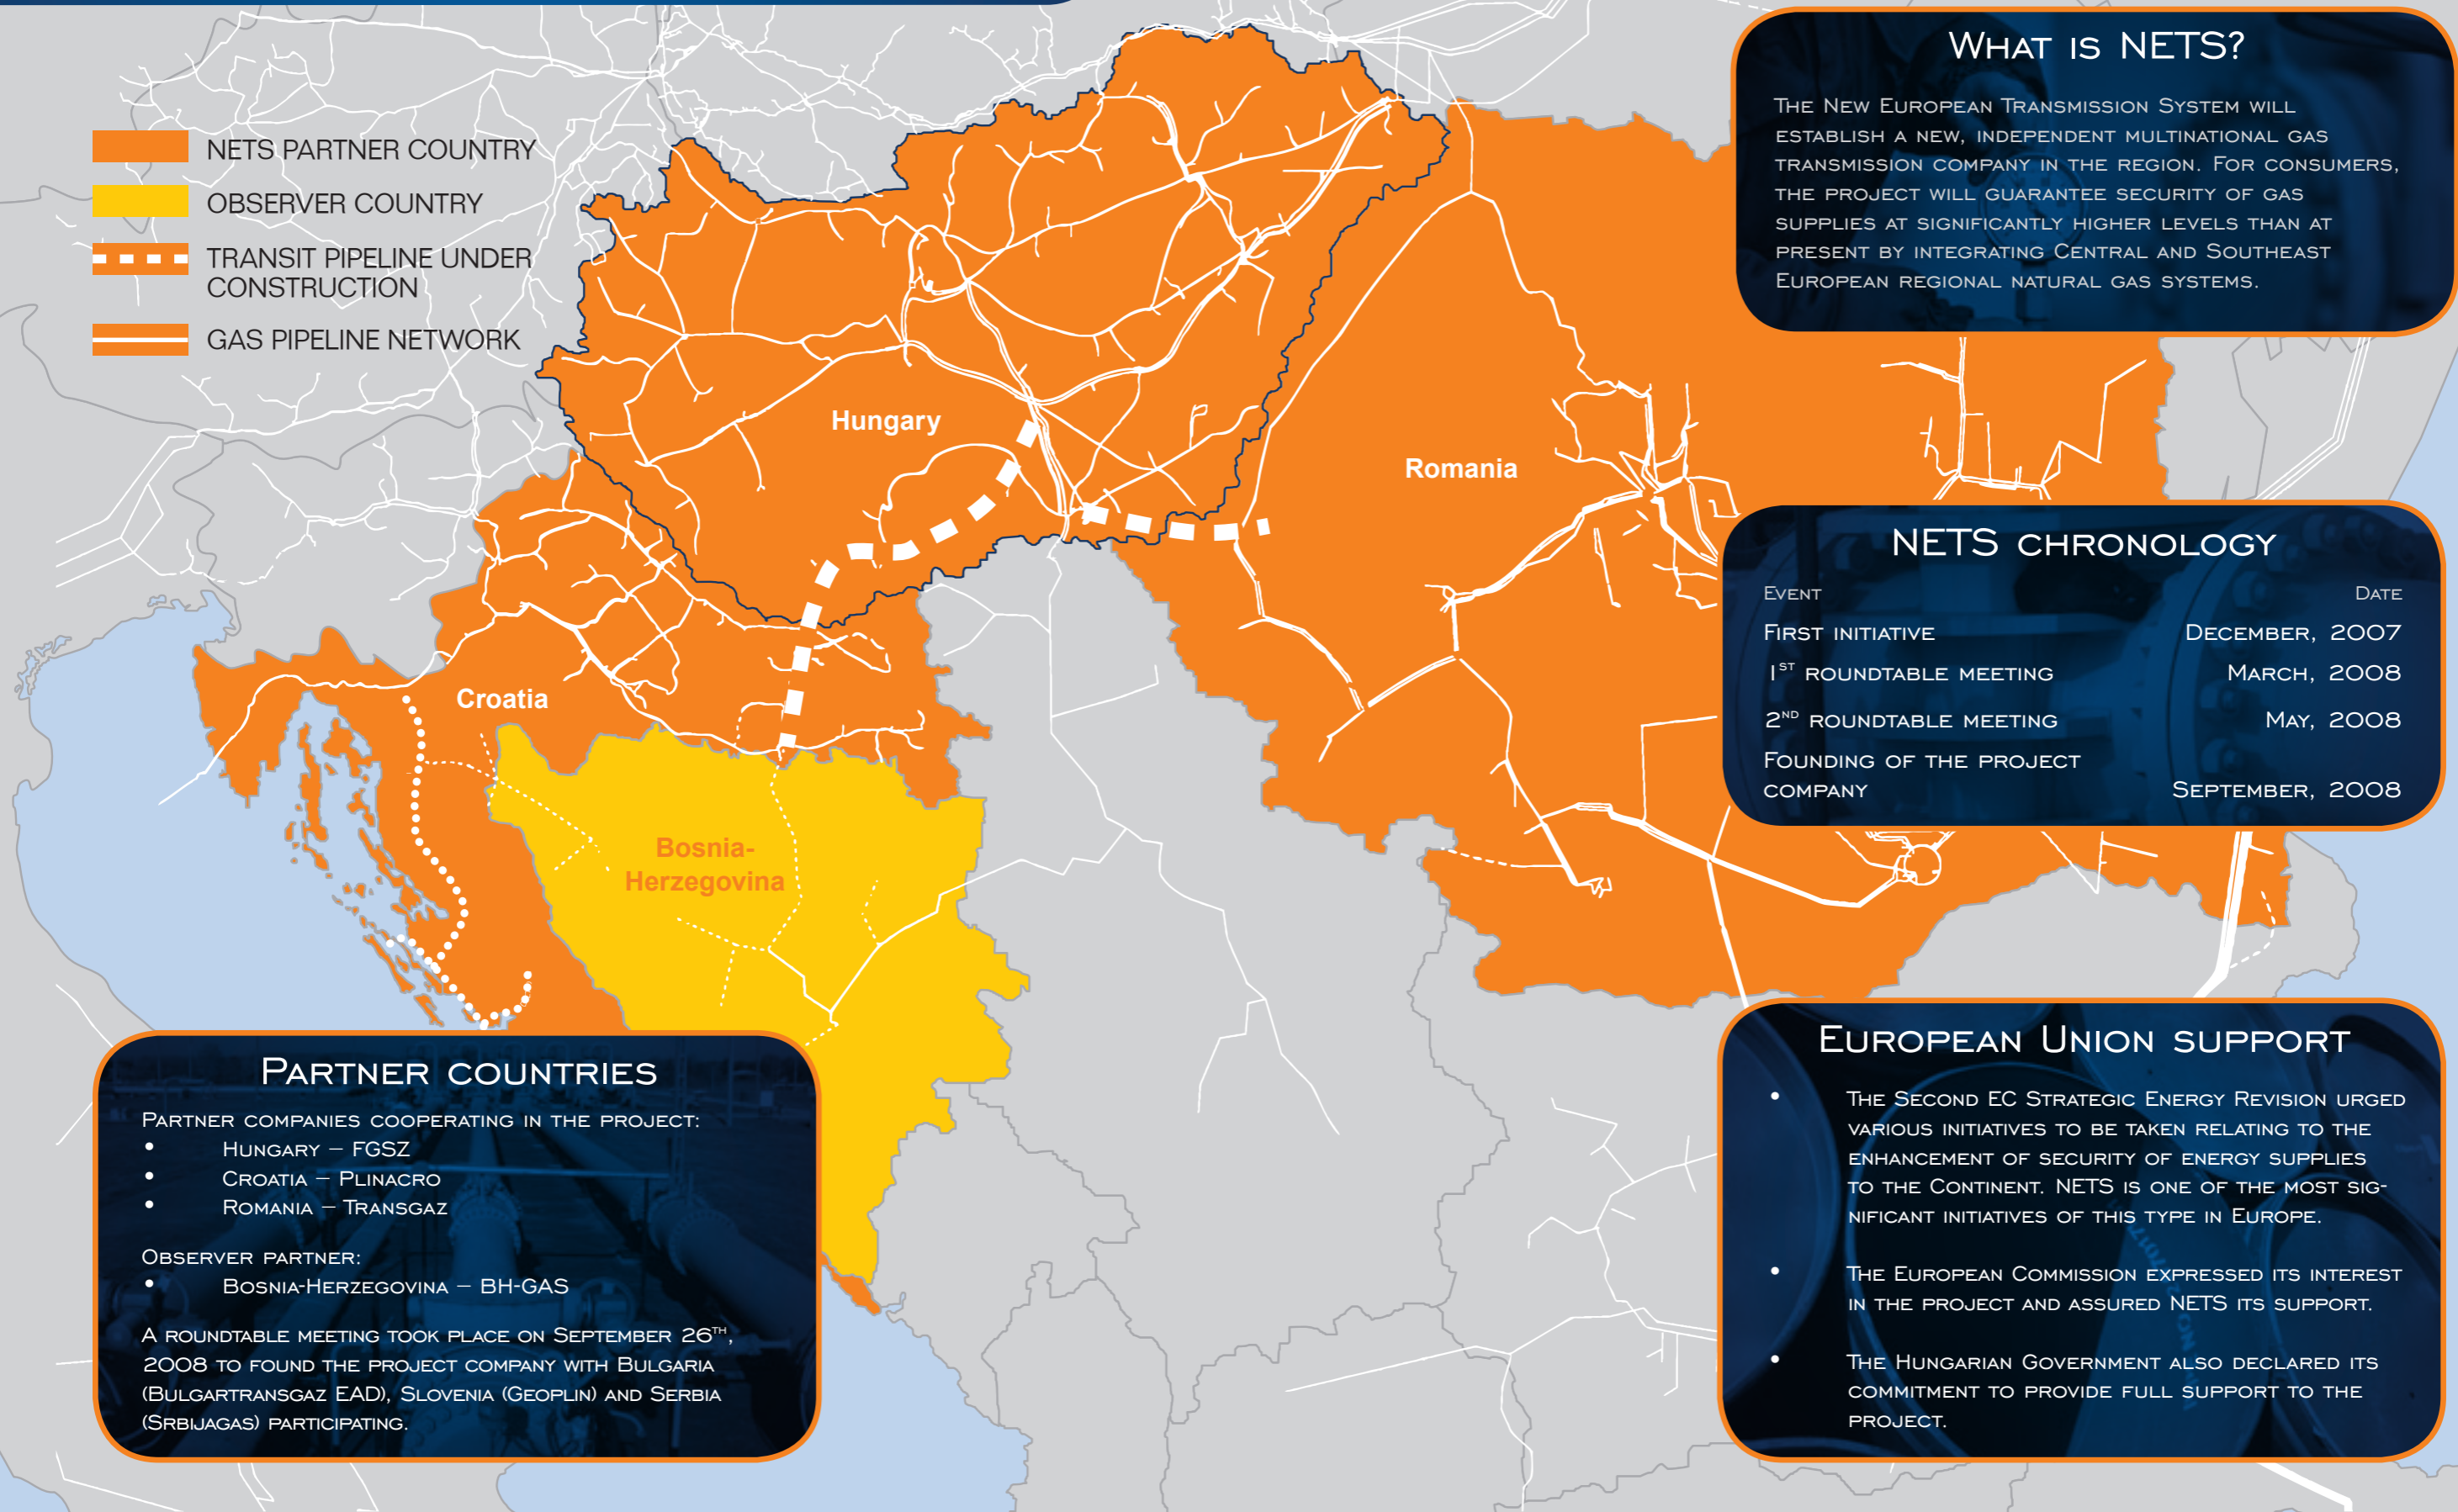 NETS PARTNER COUNTRY
OBSERVER COUNTRY
TRANSIT PIPELINE UNDER
CONSTRUCTION
GAS PIPELINE NETWORK
Hungary
Romania
Croatia
Bosnia-
Herzegovina
What is NETS?
The New European Transmission System will
establish a new, independent multinational gas
transmission company in the region. For consumers,
the project will guarantee security of gas
supplies at significantly higher levels than at
present by integrating Central and Southeast
European regional natural gas systems.
NETS chronology
Event Date
First initiative December, 2007
1st roundtable meeting March, 2008
2nd roundtable meeting May, 2008
Founding of the project
company September, 2008
Partner countries
Partner companies cooperating in the project:
• Hungary – FGSZ
• Croatia – Plinacro
• Romania – Transgaz
Observer partner:
• Bosnia-Herzegovina – BH-GAS
A roundtable meeting took place on September 26th,
2008 to found the project company with Bulgaria
(Bulgartransgaz EAD), Slovenia (Geoplin) and Serbia
(Srbijagas) participating.
European Union support
• The Second EC Strategic Energy Revision urged
various initiatives to be taken relating to the
enhancement of security of energy supplies
to the Continent. NETS is one of the most sig-
nificant initiatives of this type in Europe.
• The European Commission expressed its interest
in the project and assured NETS its support.
• The Hungarian Government also declared its
commitment to provide full support to the
project.